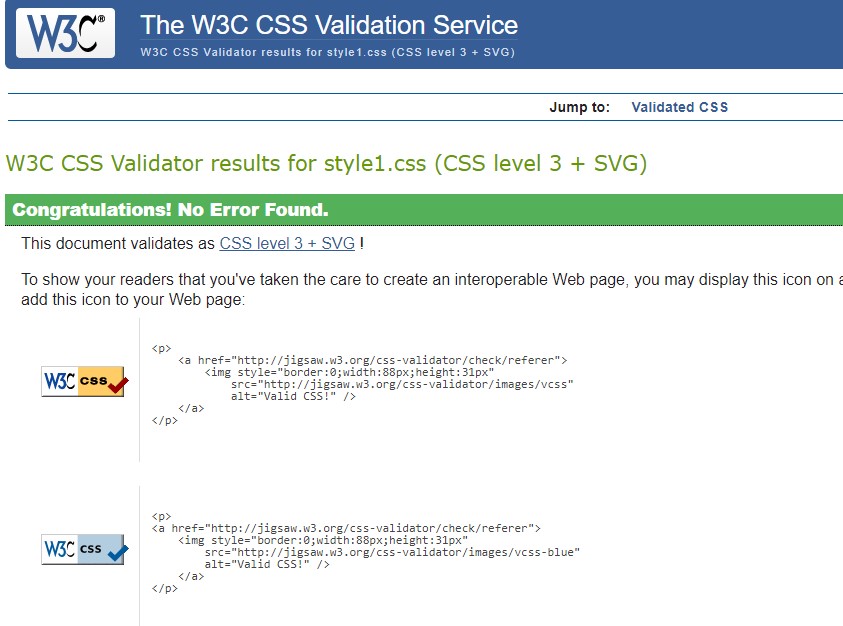 W3C®
The W3C CSS Validation Service
W3C CSS Validator results for style1.css (CSS level 3 + SVG)
Jump to: Validated CSS
W3C CSS Validator results for style1.css (CSS level 3 + SVG)
Congratulations! No Error Found.
This document validates as CSS level 3 + SVG !
To show your readers that you've taken the care to create an interoperable Web page, you may display this icon on a
add this icon to your Web page:
W3C css
<p>
<a href="http://jigsaw.w3.org/css-validator/check/referer">
<img style="border:0;width:88px;height:31px"
src="http://jigsaw.w3.org/css-validator/images/vcss"
alt="Valid CSS!" />
</a>
</p>
W3C css
<p>
<a href="http://jigsaw.w3.org/css-validator/check/referer">
<img style="border:0;width:88px;height:31px"
src="http://jigsaw.w3.org/css-validator/images/vcss-blue"
alt="Valid CSS!" />
</a>
</p>